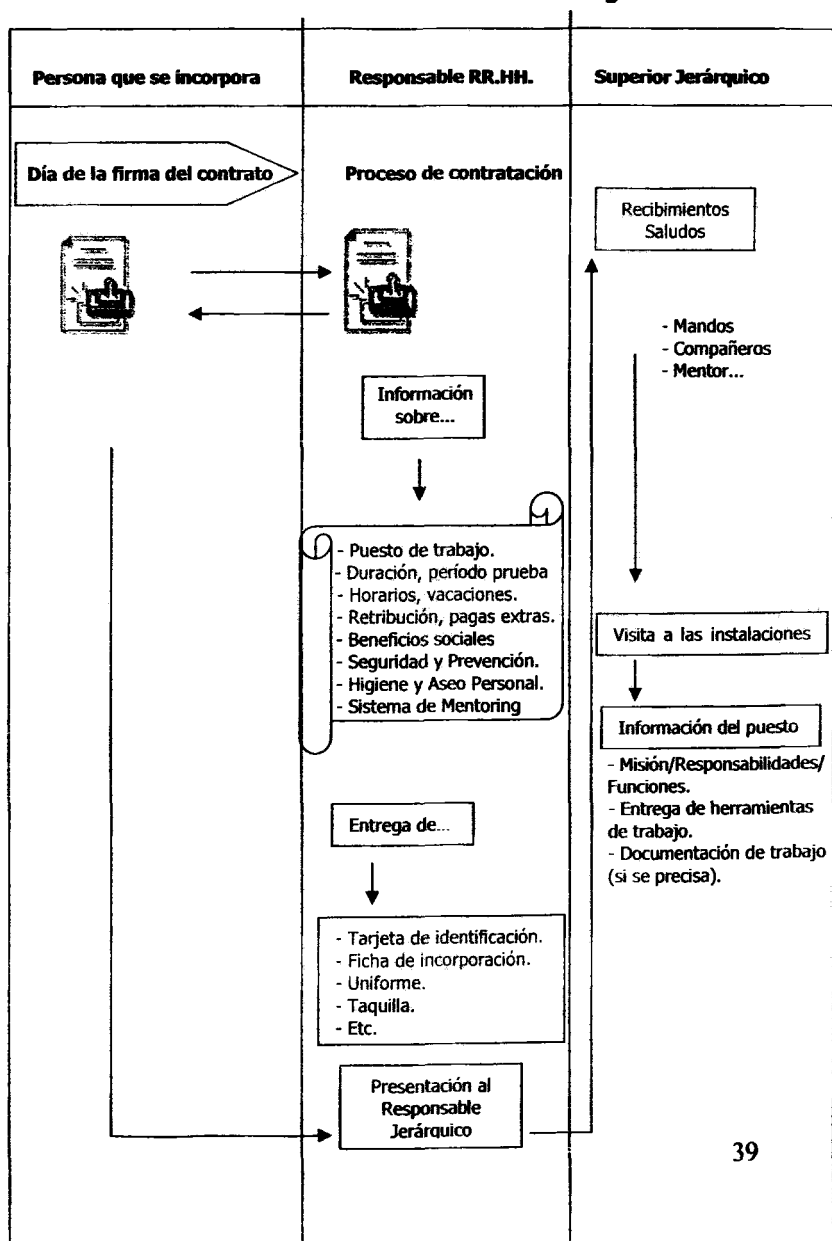 Persona que se incorpora
Responsable RR.HH.
Superior Jerárquico
Día de la firma del contrato
Proceso de contratación
Información
sobre...
- Puesto de trabajo.
- Duración, período prueba
- Horarios, vacaciones.
- Retribución, pagas extras.
- Beneficios sociales
- Seguridad y Prevención.
- Higiene y Aseo Personal.
- Sistema de Mentoring
Entrega de...
- Tarjeta de identificación.
- Ficha de incorporación.
- Uniforme.
- Taquilla.
- Etc.
Presentación al
Responsable
Jerárquico
Recibimientos
Saludos
- Mandos
- Compañeros
- Mentor...
Visita a las instalaciones
Información del puesto
- Misión/Responsabilidades/
Funciones.
- Entrega de herramientas
de trabajo.
- Documentación de trabajo
(si se precisa).
39